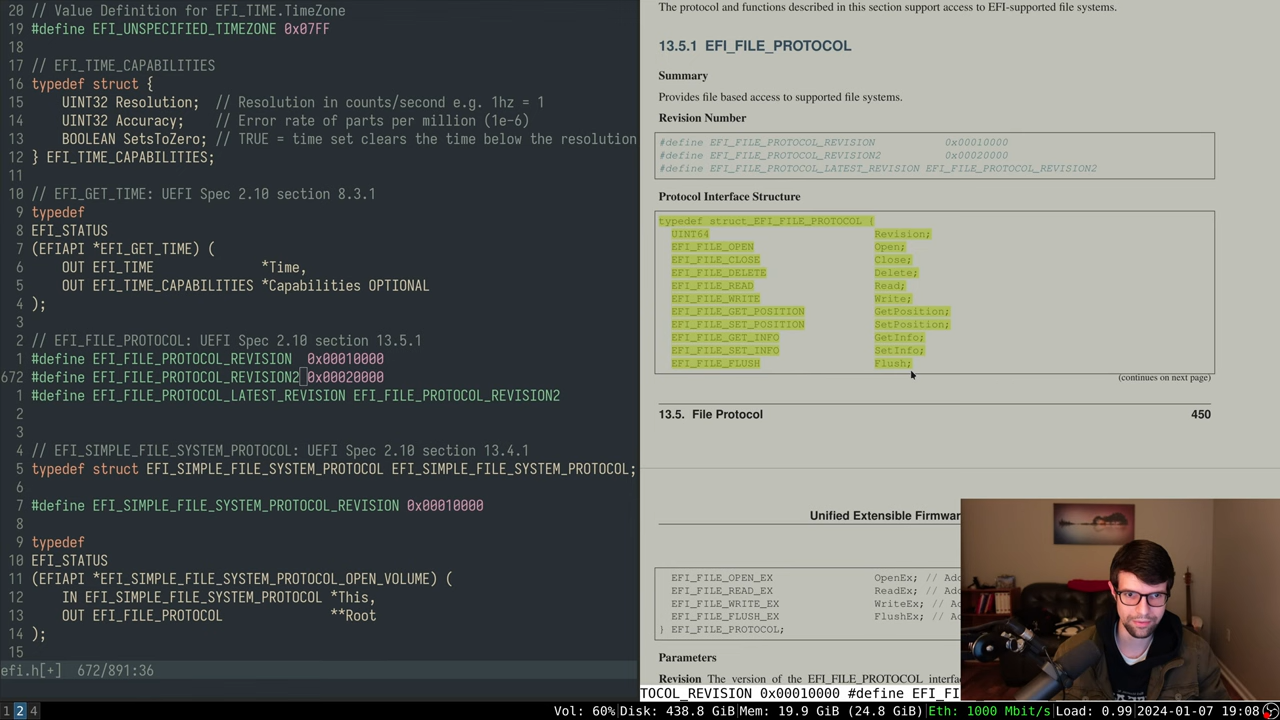 20 // Value Definition for EFI_TIME.TimeZone
19 #define EFI_UNSPECIFIED_TIMEZONE 0x07FF
18
17 // EFI_TIME_CAPABILITIES
16 typedef struct {
15     UINT32 Resolution;  // Resolution in counts/second e.g. 1hz = 1
14     UINT32 Accuracy;    // Error rate of parts per million (1e-6)
13     BOOLEAN SetsToZero; // TRUE = time set clears the time below the resolution
12 } EFI_TIME_CAPABILITIES;
11
10 // EFI_GET_TIME: UEFI Spec 2.10 section 8.3.1
9 typedef
8 EFI_STATUS
7 (EFIAPI *EFI_GET_TIME) (
6     OUT EFI_TIME              *Time,
5     OUT EFI_TIME_CAPABILITIES *Capabilities OPTIONAL
4 );
3
2 // EFI_FILE_PROTOCOL: UEFI Spec 2.10 section 13.5.1
1 #define EFI_FILE_PROTOCOL_REVISION  0x00010000
672 #define EFI_FILE_PROTOCOL_REVISION2 0x00020000
1 #define EFI_FILE_PROTOCOL_LATEST_REVISION EFI_FILE_PROTOCOL_REVISION2
2
3
4 // EFI_SIMPLE_FILE_SYSTEM_PROTOCOL: UEFI Spec 2.10 section 13.4.1
5 typedef struct EFI_SIMPLE_FILE_SYSTEM_PROTOCOL EFI_SIMPLE_FILE_SYSTEM_PROTOCOL;
6
7 #define EFI_SIMPLE_FILE_SYSTEM_PROTOCOL_REVISION 0x00010000
8
9 typedef
10 EFI_STATUS
11 (EFIAPI *EFI_SIMPLE_FILE_SYSTEM_PROTOCOL_OPEN_VOLUME) (
12     IN EFI_SIMPLE_FILE_SYSTEM_PROTOCOL *This,
13     OUT EFI_FILE_PROTOCOL              **Root
14 );
15
efi.h[+]  672/891:36
The protocol and functions described in this section support access to EFI-supported file systems.
13.5.1 EFI_FILE_PROTOCOL
Summary
Provides file based access to supported file systems.
Revision Number
#define EFI_FILE_PROTOCOL_REVISION 0x00010000
#define EFI_FILE_PROTOCOL_REVISION2 0x00020000
#define EFI_FILE_PROTOCOL_LATEST_REVISION EFI_FILE_PROTOCOL_REVISION2
Protocol Interface Structure
typedef struct_EFI_FILE_PROTOCOL {
UINT64 Revision;
EFI_FILE_OPEN Open;
EFI_FILE_CLOSE Close;
EFI_FILE_DELETE Delete;
EFI_FILE_READ Read;
EFI_FILE_WRITE Write;
EFI_FILE_GET_POSITION GetPosition;
EFI_FILE_SET_POSITION SetPosition;
EFI_FILE_GET_INFO GetInfo;
EFI_FILE_SET_INFO SetInfo;
EFI_FILE_FLUSH Flush;
(continues on next page)
13.5. File Protocol 450
Unified Extensible Firmwar
EFI_FILE_OPEN_EX OpenEx; // Ad
EFI_FILE_READ_EX ReadEx; // Ad
EFI_FILE_WRITE_EX WriteEx; // A
EFI_FILE_FLUSH_EX FlushEx; // A
} EFI_FILE_PROTOCOL;
Parameters
Revision The version of the EFI_FILE_PROTOCOL interfa
TOCOL_REVISION 0x00010000 #define EFI_FI
1 2 4 Vol: 60% Disk: 438.8 GiB Mem: 19.9 GiB (24.8 GiB) Eth: 1000 Mbit/s Load: 0.99 2024-01-07 19:08